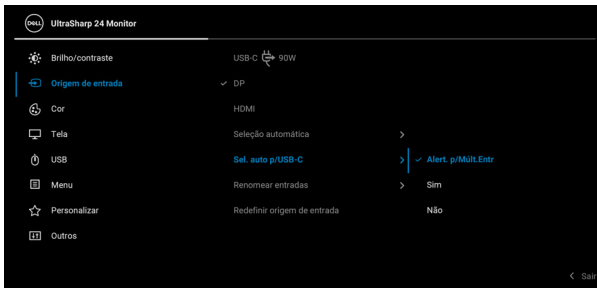 DELL UltraSharp 24 Monitor
Brilho/contraste USB-C 90W
Origem de entrada DP
Cor HDMI
Tela Seleção automática
USB Sel. auto p/USB-C Alert. p/Múlt.Entr
Menu Renomear entradas Sim
Personalizar Redefinir origem de entrada Não
Outros
Sair